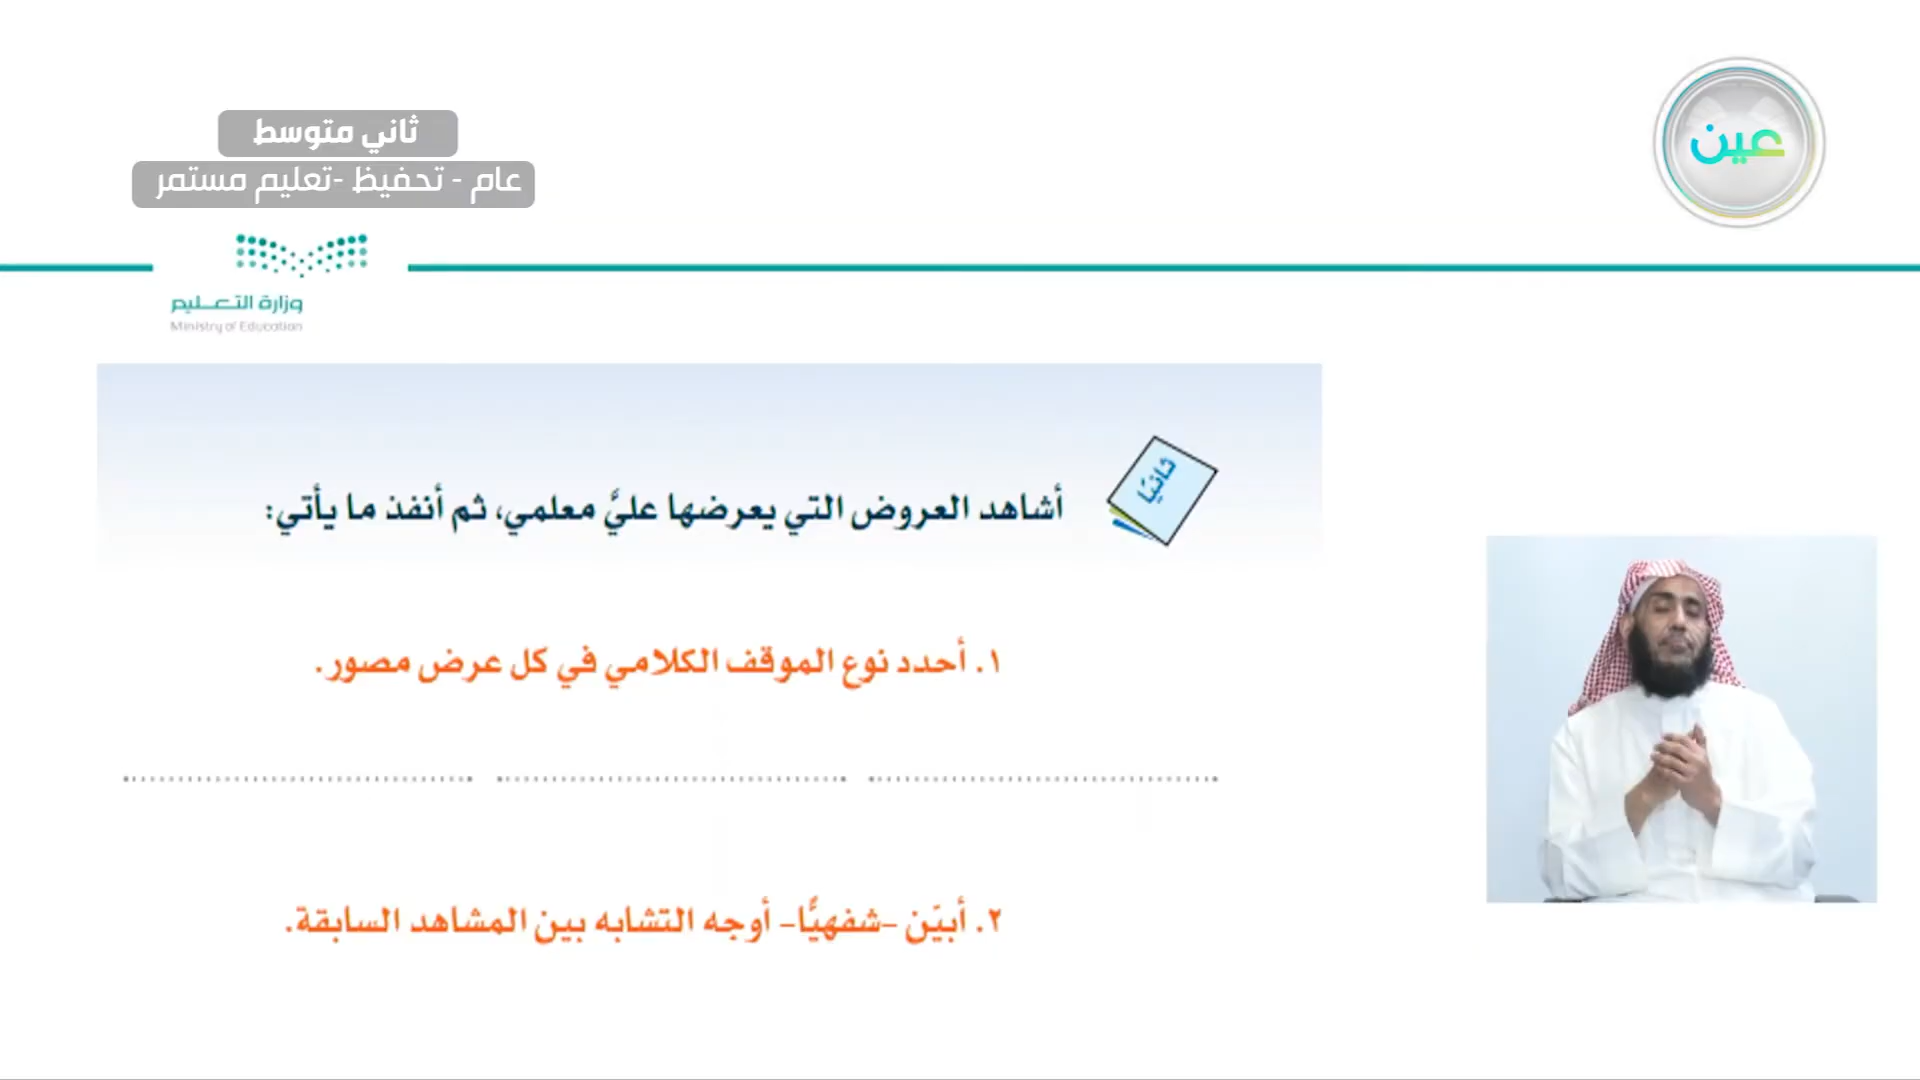 عين
ثاني متوسط
عام - تحفيظ -تعليم مستمر
وزارة التعـــليم
Ministry of Education
ثانيًا
أشاهد العروض التي يعرضها عليَّ معلمي، ثم أنفذ ما يأتي:
١. أحدد نوع الموقف الكلامي في كل عرض مصور.
٢. أبيّن -شفهيًّا- أوجه التشابه بين المشاهد السابقة.